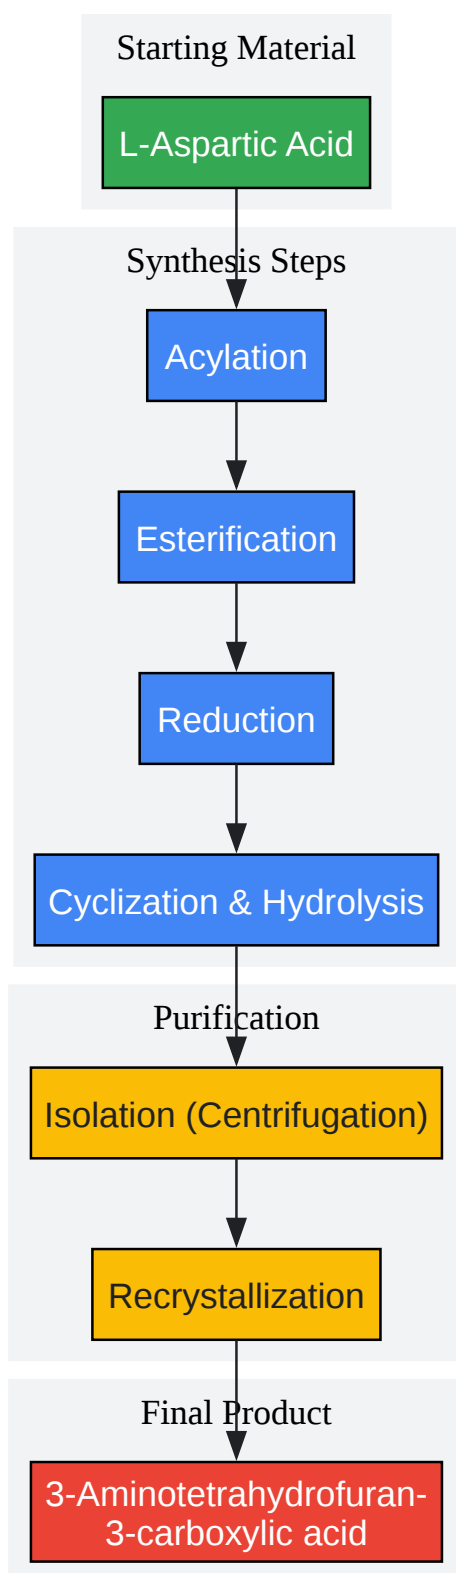 Starting Material
L-Aspartic Acid
Synthesis Steps
Acylation
Esterification
Reduction
Cyclization & Hydrolysis
Purification
Isolation (Centrifugation)
Recrystallization
Final Product
3-Aminotetrahydrofuran-
3-carboxylic acid